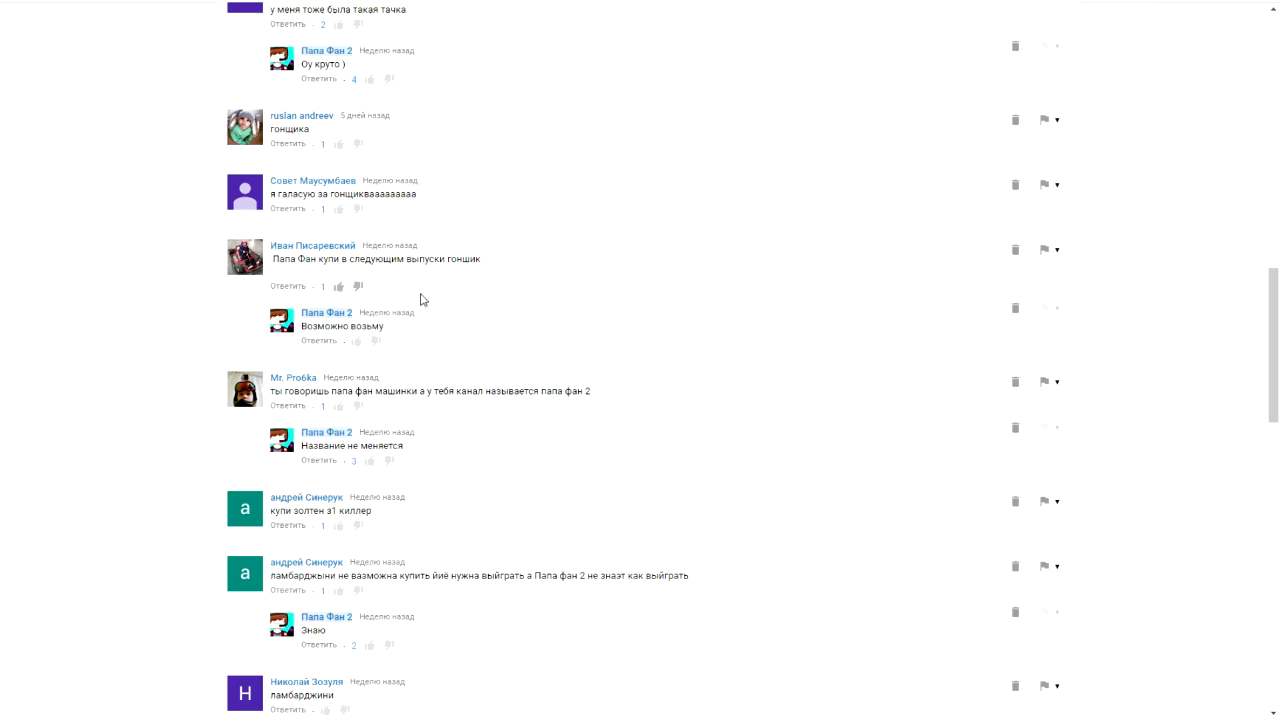 у меня тоже была такая тачка
Ответить · 2
Папа Фан 2 Неделю назад
Оу круто )
Ответить · 4
ruslan andreev 5 дней назад
гонщика
Ответить · 1
Совет Маусумбаев Неделю назад
я галасую за гонщикваааааааа
Ответить · 1
Иван Писаревский Неделю назад
Папа Фан купи в следующим выпуски гоншик
Ответить · 1
Папа Фан 2 Неделю назад
Возможно возьму
Ответить ·
Mr. Pro6ka Неделю назад
ты говоришь папа фан машинки а у тебя канал называется папа фан 2
Ответить · 1
Папа Фан 2 Неделю назад
Название не меняется
Ответить · 3
а
андрей Синерук Неделю назад
купи золтен з1 киллер
Ответить · 1
а
андрей Синерук Неделю назад
ламбарджыни не вазможна купить йиё нужна выйграть а Папа фан 2 не знаэт как выйграть
Ответить · 1
Папа Фан 2 Неделю назад
Знаю
Ответить · 2
Н
Николай Зозуля Неделю назад
ламбарджини
Ответить ·